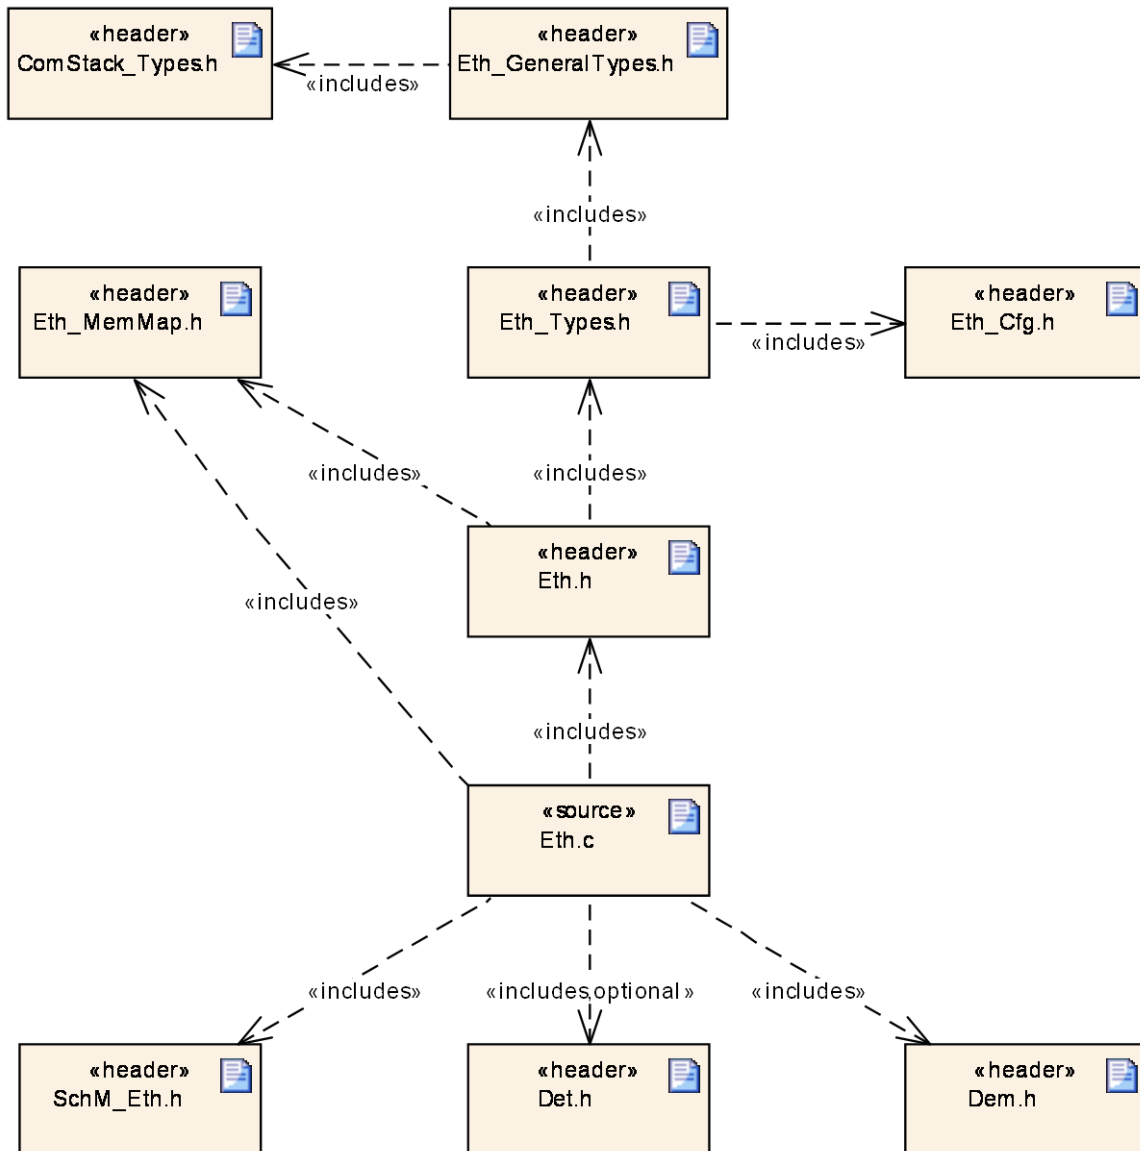 «header»
ComStack_Types.h
«includes»
«header»
Eth_GeneralTypes.h
«includes»
«header»
Eth_MemMap.h
«header»
Eth_Types.h
«includes»
«header»
Eth_Cfg.h
«includes»
«includes»
«header»
Eth.h
«includes»
«includes»
«source»
Eth.c
«includes»
«includes,optional»
«includes»
«header»
SchM_Eth.h
«header»
Det.h
«header»
Dem.h